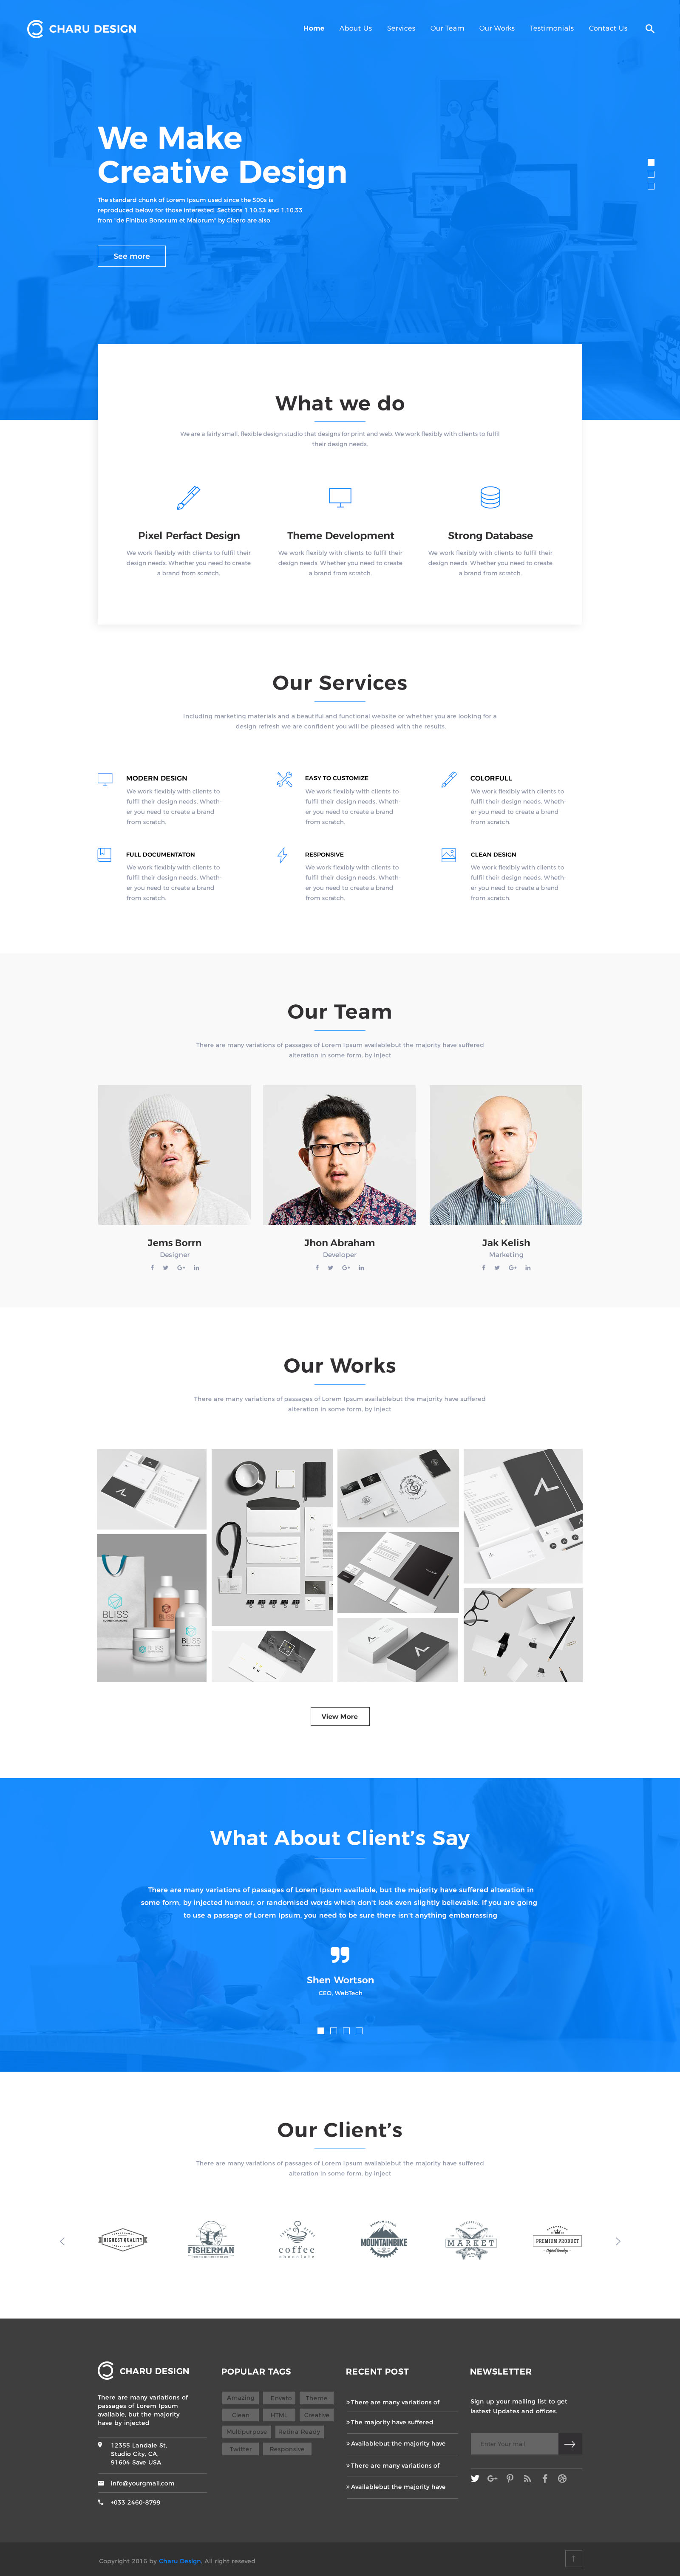 CHARU DESIGN
Home About Us Services Our Team Our Works Testimonials Contact Us
We Make
Creative Design
The standard chunk of Lorem Ipsum used since the 500s is
reproduced below for those interested. Sections 1.10.32 and 1.10.33
from "de Finibus Bonorum et Malorum" by Cicero are also
See more
What we do
We are a fairly small, flexible design studio that designs for print and web. We work flexibly with clients to fulfil
their design needs.
Pixel Perfact Design
We work flexibly with clients to fulfil their
design needs. Whether you need to create
a brand from scratch.
Theme Development
We work flexibly with clients to fulfil their
design needs. Whether you need to create
a brand from scratch.
Strong Database
We work flexibly with clients to fulfil their
design needs. Whether you need to create
a brand from scratch.
Our Services
Including marketing materials and a beautiful and functional website or whether you are looking for a
design refresh we are confident you will be pleased with the results.
MODERN DESIGN
We work flexibly with clients to
fulfil their design needs. Wheth-
er you need to create a brand
from scratch.
EASY TO CUSTOMIZE
We work flexibly with clients to
fulfil their design needs. Wheth-
er you need to create a brand
from scratch.
COLORFULL
We work flexibly with clients to
fulfil their design needs. Wheth-
er you need to create a brand
from scratch.
FULL DOCUMENTATON
We work flexibly with clients to
fulfil their design needs. Wheth-
er you need to create a brand
from scratch.
RESPONSIVE
We work flexibly with clients to
fulfil their design needs. Wheth-
er you need to create a brand
from scratch.
CLEAN DESIGN
We work flexibly with clients to
fulfil their design needs. Wheth-
er you need to create a brand
from scratch.
Our Team
There are many variations of passages of Lorem Ipsum availablebut the majority have suffered
alteration in some form, by inject
Jems Borrn
Designer
Jhon Abraham
Developer
Jak Kelish
Marketing
Our Works
There are many variations of passages of Lorem Ipsum availablebut the majority have suffered
alteration in some form, by inject
BLISS
BLISS
BLISS
BLISS
View More
What About Client's Say
There are many variations of passages of Lorem Ipsum available, but the majority have suffered alteration in
some form, by injected humour, or randomised words which don't look even slightly believable. If you are going
to use a passage of Lorem Ipsum, you need to be sure there isn't anything embarrassing
Shen Wortson
CEO, WebTech
Our Client's
There are many variations of passages of Lorem Ipsum availablebut the majority have suffered
alteration in some form, by inject
HIGHEST QUALITY
FISHERMAN
coffee
chocolate
MOUNTAINBIKE
MARKET
PREMIUM PRODUCT
CHARU DESIGN
There are many variations of
passages of Lorem Ipsum
available, but the majority
have by injected
12355 Landale St.
Studio City, CA,
91604 Save USA
Info@yourgmail.com
+033 2460-8799
POPULAR TAGS
Amazing Envato Theme
Clean HTML Creative
Multipurpose Retina Ready
Twitter Responsive
RECENT POST
» There are many variations of
» The majority have suffered
» Availablebut the majority have
» There are many variations of
» Availablebut the majority have
NEWSLETTER
Sign up your mailing list to get
lastest Updates and offices.
Enter Your mail
Copyright 2016 by Charu Design, All right reseved